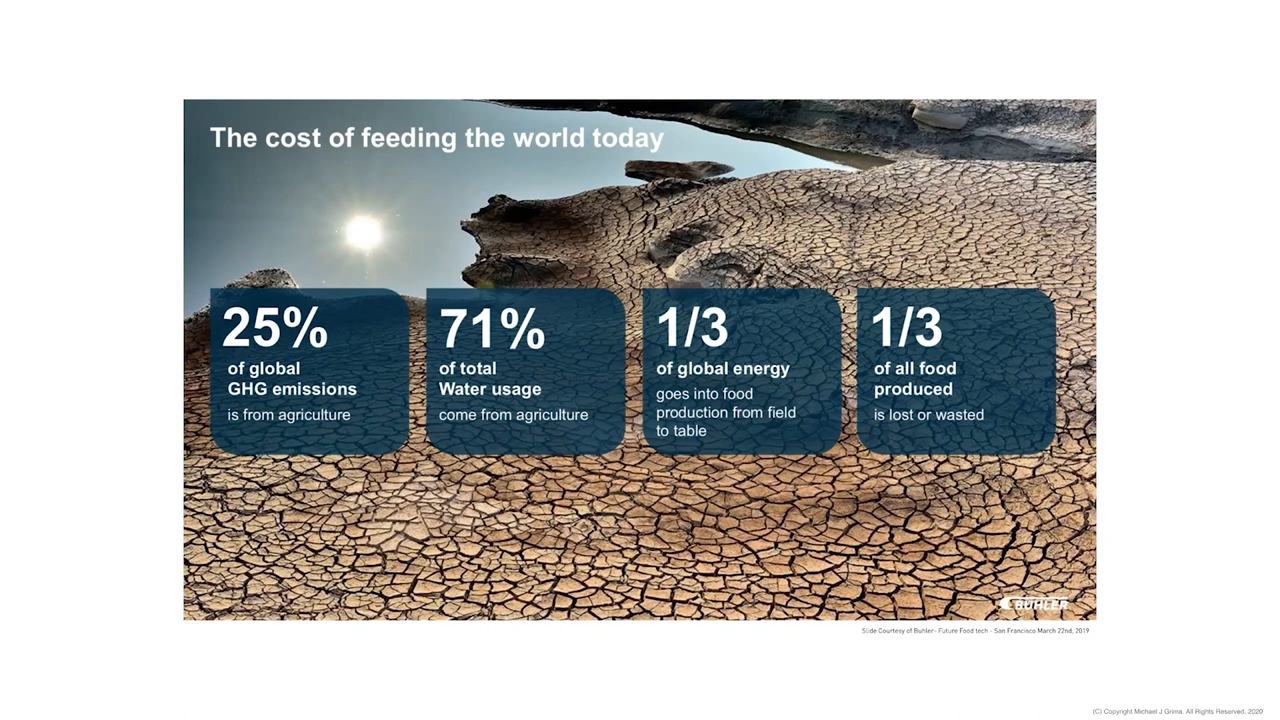 The cost of feeding the world today
25%
of global
GHG emissions
is from agriculture
71%
of total
Water usage
come from agriculture
1/3
of global energy
goes into food
production from field
to table
1/3
of all food
produced
is lost or wasted
BUHLER
Slide Courtesy of Buhler- Future Food tech - San Francisco March 22nd, 2019
(C) Copyright Michael J Grima. All Rights Reserved. 2020